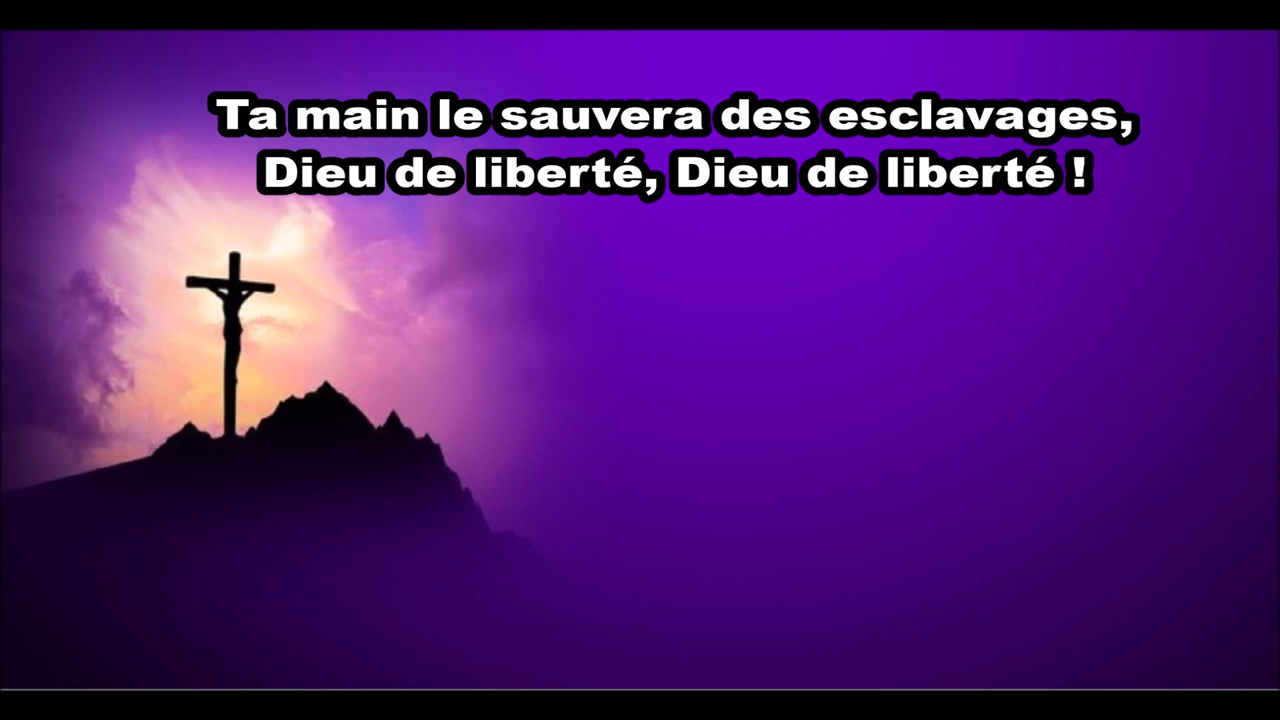 Ta main le sauvera des esclavages,
Dieu de liberté, Dieu de liberté !